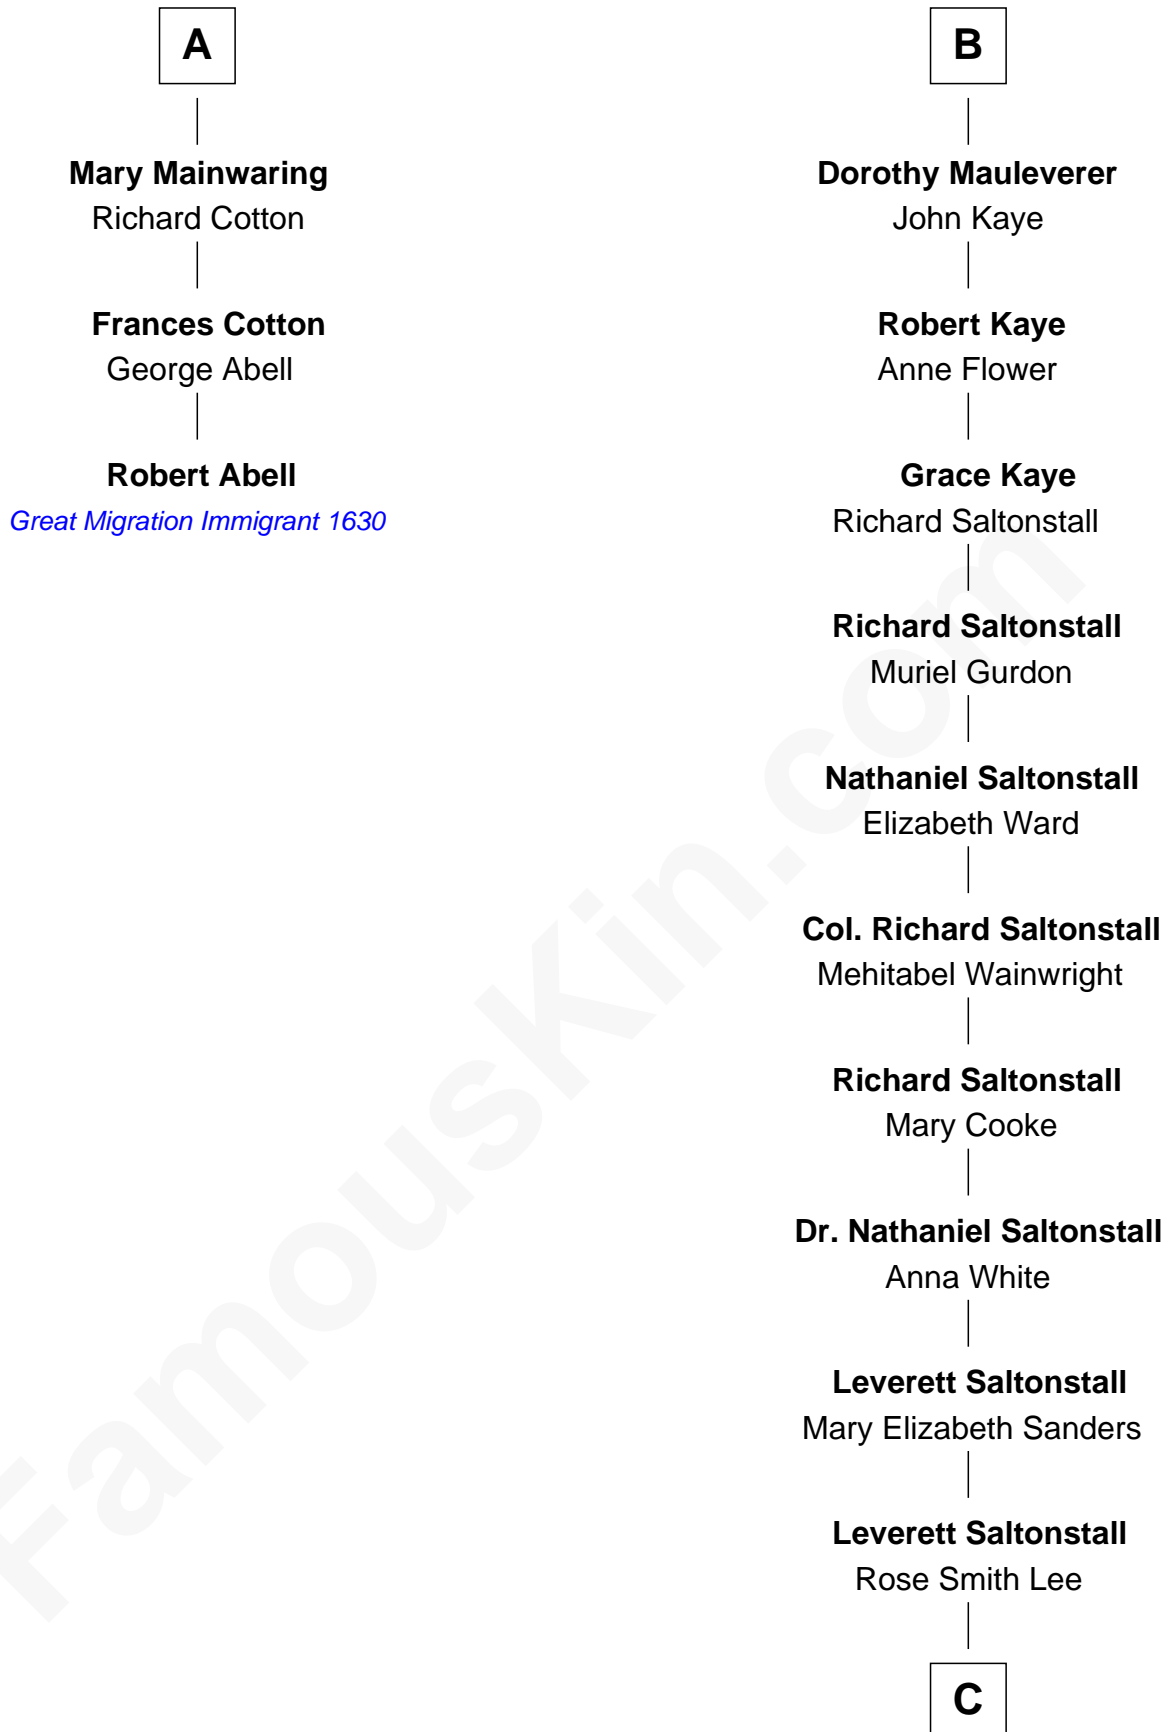 A
Mary Mainwaring
Richard Cotton
Frances Cotton
George Abell
Robert Abell
Great Migration Immigrant 1630
B
Dorothy Mauleverer
John Kaye
Robert Kaye
Anne Flower
Grace Kaye
Richard Saltonstall
Richard Saltonstall
Muriel Gurdon
Nathaniel Saltonstall
Elizabeth Ward
Col. Richard Saltonstall
Mehitabel Wainwright
Richard Saltonstall
Mary Cooke
Dr. Nathaniel Saltonstall
Anna White
Leverett Saltonstall
Mary Elizabeth Sanders
Leverett Saltonstall
Rose Smith Lee
C
FamousKin.com